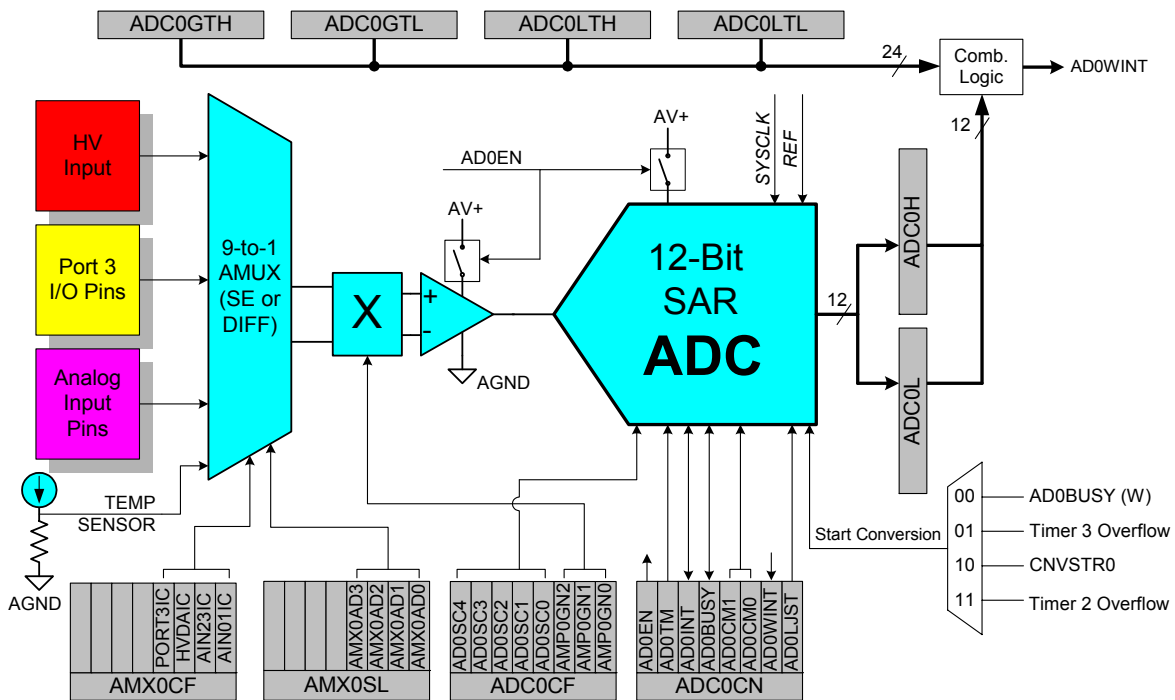 ADC0GTH
ADC0GTL
ADC0LTH
ADC0LTL
24
Comb.
Logic
AD0WINT
12
HV
Input
Port 3
I/O Pins
Analog
Input
Pins
9-to-1
AMUX
(SE or
DIFF)
TEMP
SENSOR
AGND
X
AV+
+
-
AGND
AD0EN
AV+
SYSCLK
REF
12-Bit
SAR
ADC
12
ADC0H
ADC0L
Start Conversion
00
AD0BUSY (W)
01
Timer 3 Overflow
10
CNVSTR0
11
Timer 2 Overflow
PORT3IC
HVDAIC
AIN23IC
AIN01IC
AMX0CF
AMX0AD3
AMX0AD2
AMX0AD1
AMX0AD0
AMX0SL
AD0SC4
AD0SC3
AD0SC2
AD0SC1
AD0SC0
AMP0GN2
AMP0GN1
AMP0GN0
ADC0CF
AD0EN
AD0TM
AD0INT
AD0BUSY
AD0CM1
AD0CM0
AD0WINT
AD0LJST
ADC0CN